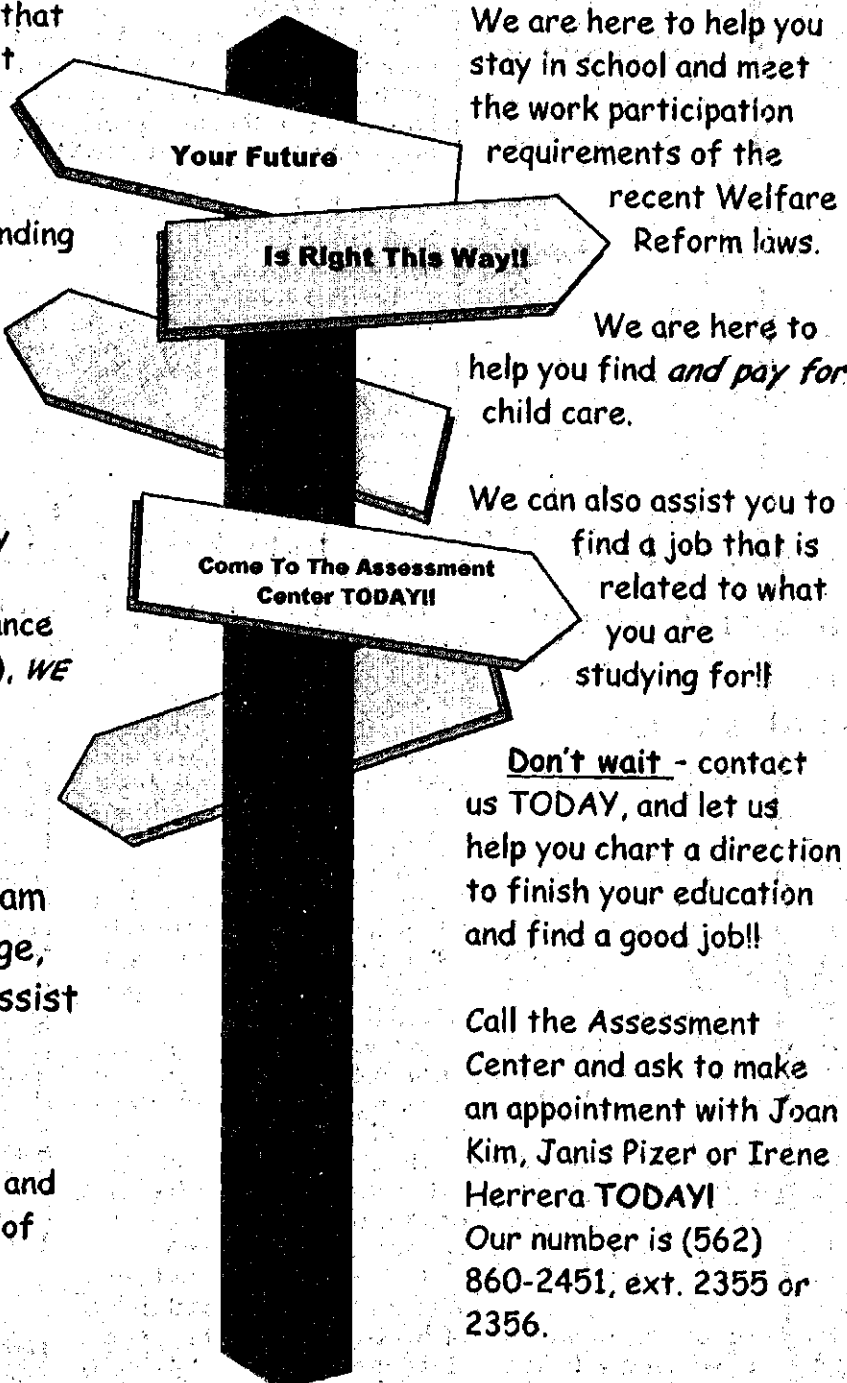 that
t
nding
y
ance
), WE
am
ge,
ssist
and
of
Your Future
Is Right This Way!!
Come To The Assessment
Center TODAY!!
We are here to help you
stay in school and meet
the work participation
requirements of the
recent Welfare
Reform laws.
We are here to
help you find and pay for
child care.
We can also assist you to
find a job that is
related to what
you are
studying for!!
Don't wait - contact
us TODAY, and let us
help you chart a direction
to finish your education
and find a good job!!
Call the Assessment
Center and ask to make
an appointment with Joan
Kim, Janis Pizer or Irene
Herrera TODAY!
Our number is (562)
860-2451, ext. 2355 or
2356.